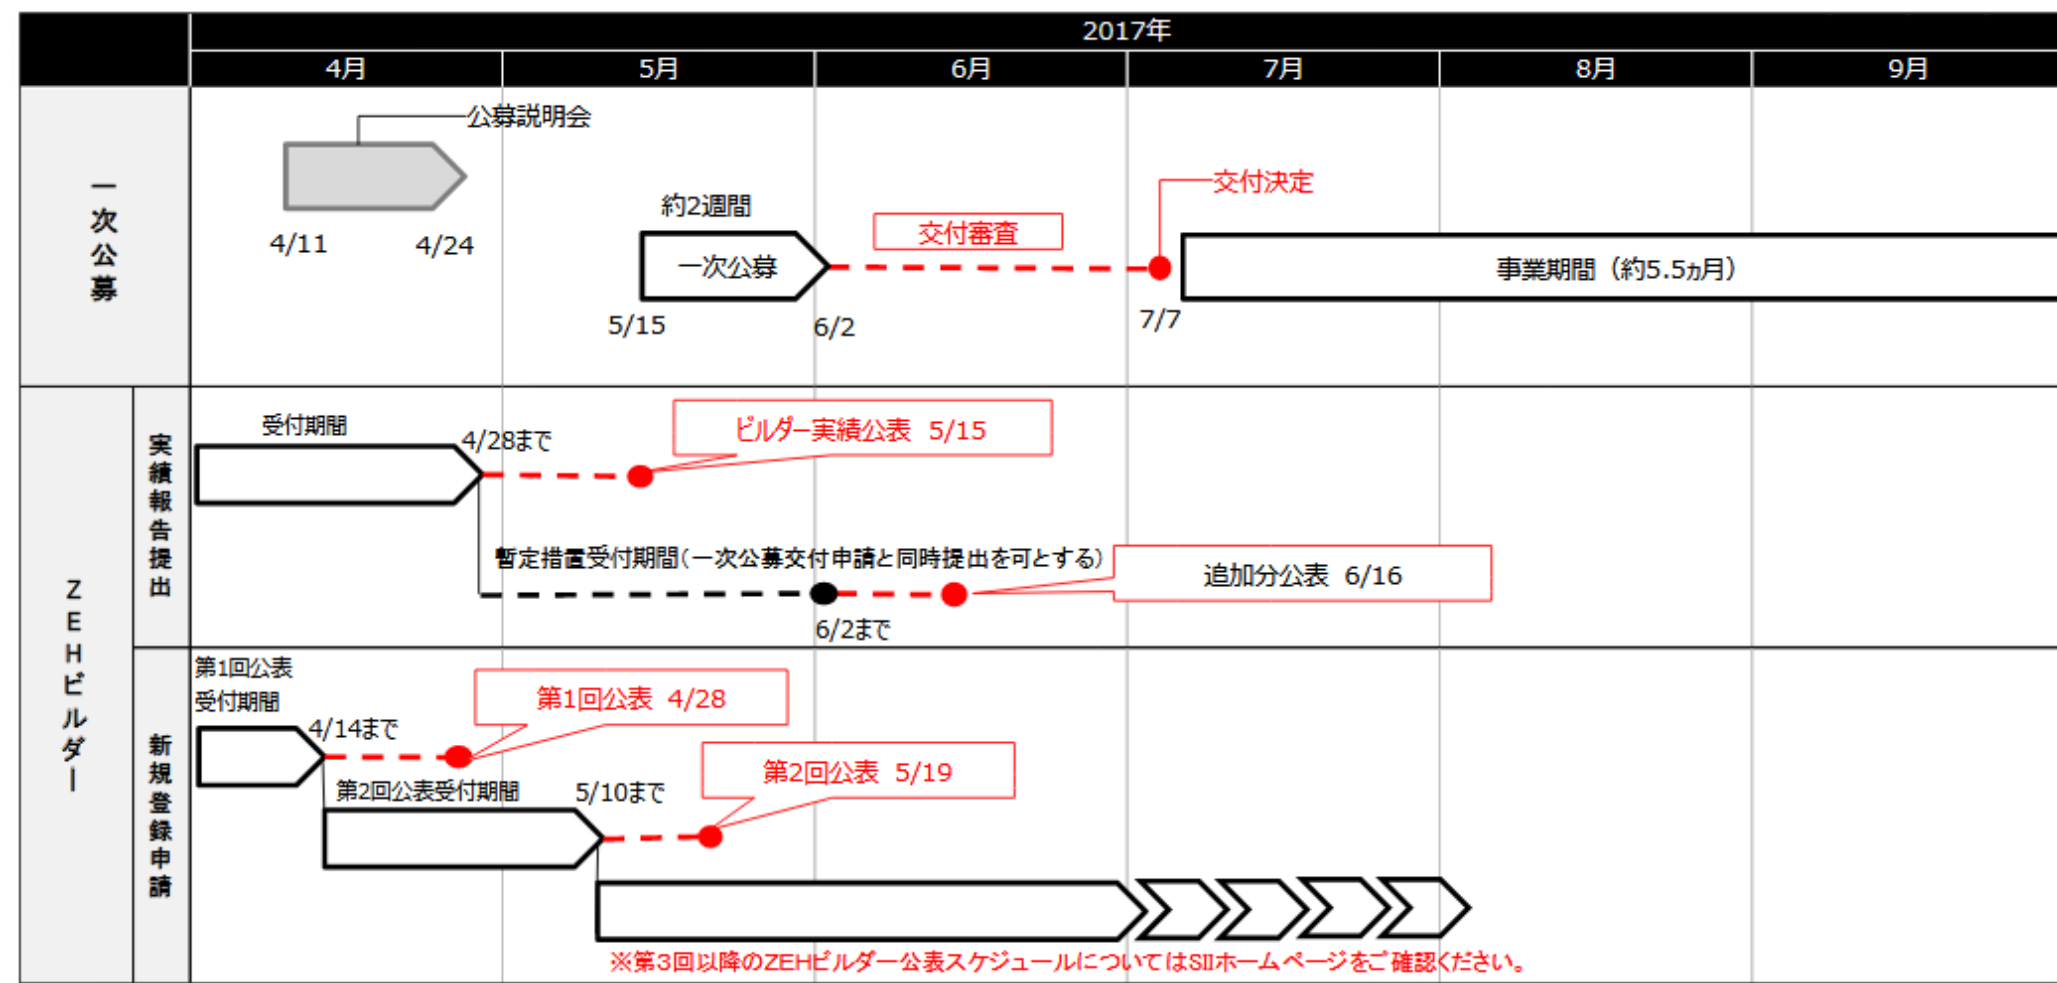 2017年
4月
5月
6月
7月
8月
9月
一次公募
公募説明会
4/11
4/24
約2週間
一次公募
5/15
6/2
交付審査
交付決定
7/7
事業期間（約5.5ヵ月）
ZEHビルダー
実績報告提出
受付期間
4/28まで
ビルダー実績公表 5/15
暫定措置受付期間（一次公募交付申請と同時提出を可とする）
6/2まで
追加分公表 6/16
新規登録申請
第1回公表
受付期間
4/14まで
第1回公表 4/28
第2回公表受付期間
5/10まで
第2回公表 5/19
※第3回以降のZEHビルダー公表スケジュールについてはSIIホームページをご確認ください。